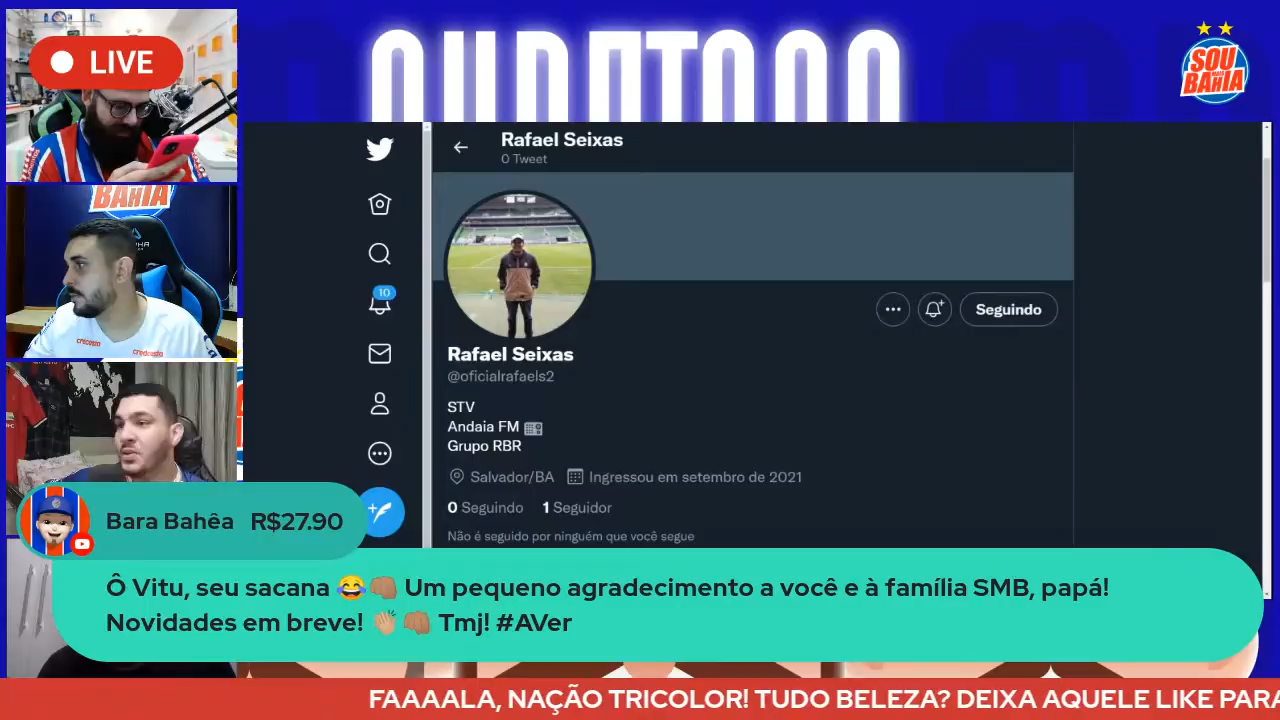 LIVE
SOU
MAIS
BAHIA
BAHIA
Rafael Seixas
0 Tweet
10
Seguindo
Rafael Seixas
@oficialrafaels2
STV
Andaia FM 📻
Grupo RBR
Salvador/BA Ingressou em setembro de 2021
0 Seguindo 1 Seguidor
Não é seguido por ninguém que você segue
Bara Bahêa R$27.90
Ô Vitu, seu sacana 😂👊🏽 Um pequeno agradecimento a você e à família SMB, papá!
Novidades em breve! 👏🏼👊🏽 Tmj! #AVer
FAAAALA, NAÇÃO TRICOLOR! TUDO BELEZA? DEIXA AQUELE LIKE PARA